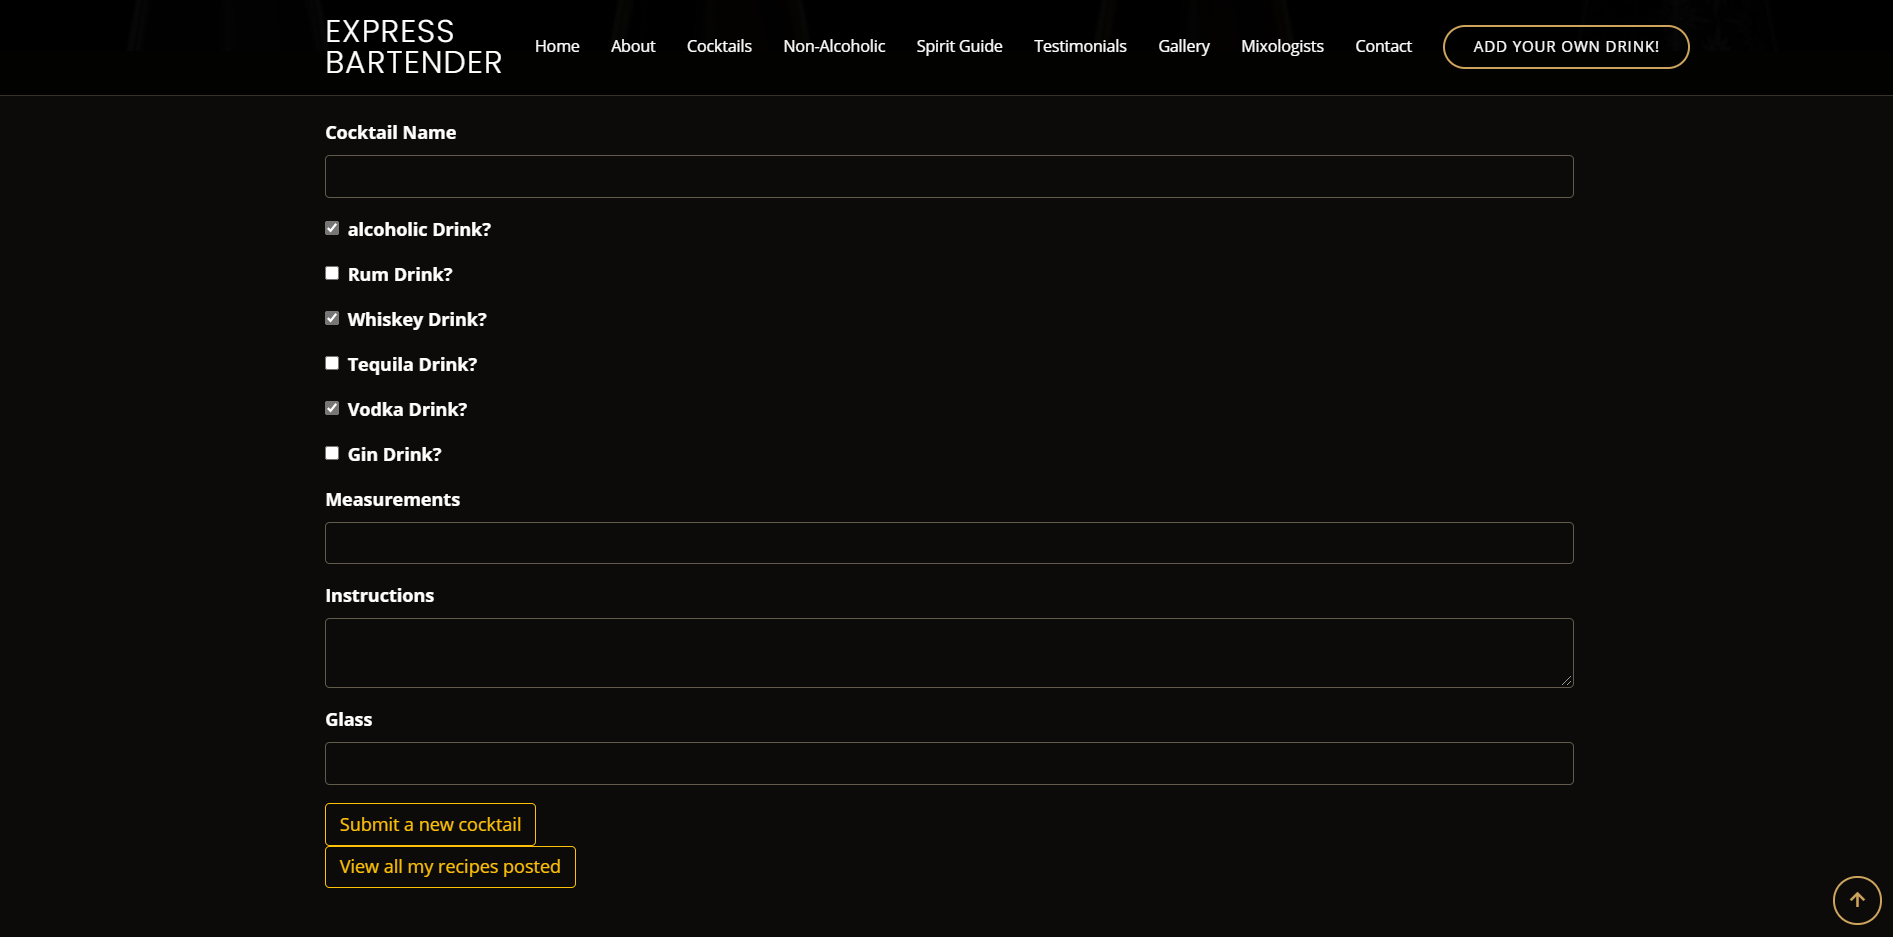 EXPRESS
BARTENDER
Home About Cocktails Non-Alcoholic Spirit Guide Testimonials Gallery Mixologists Contact ADD YOUR OWN DRINK!
Cocktail Name
alcoholic Drink?
Rum Drink?
Whiskey Drink?
Tequila Drink?
Vodka Drink?
Gin Drink?
Measurements
Instructions
Glass
Submit a new cocktail
View all my recipes posted